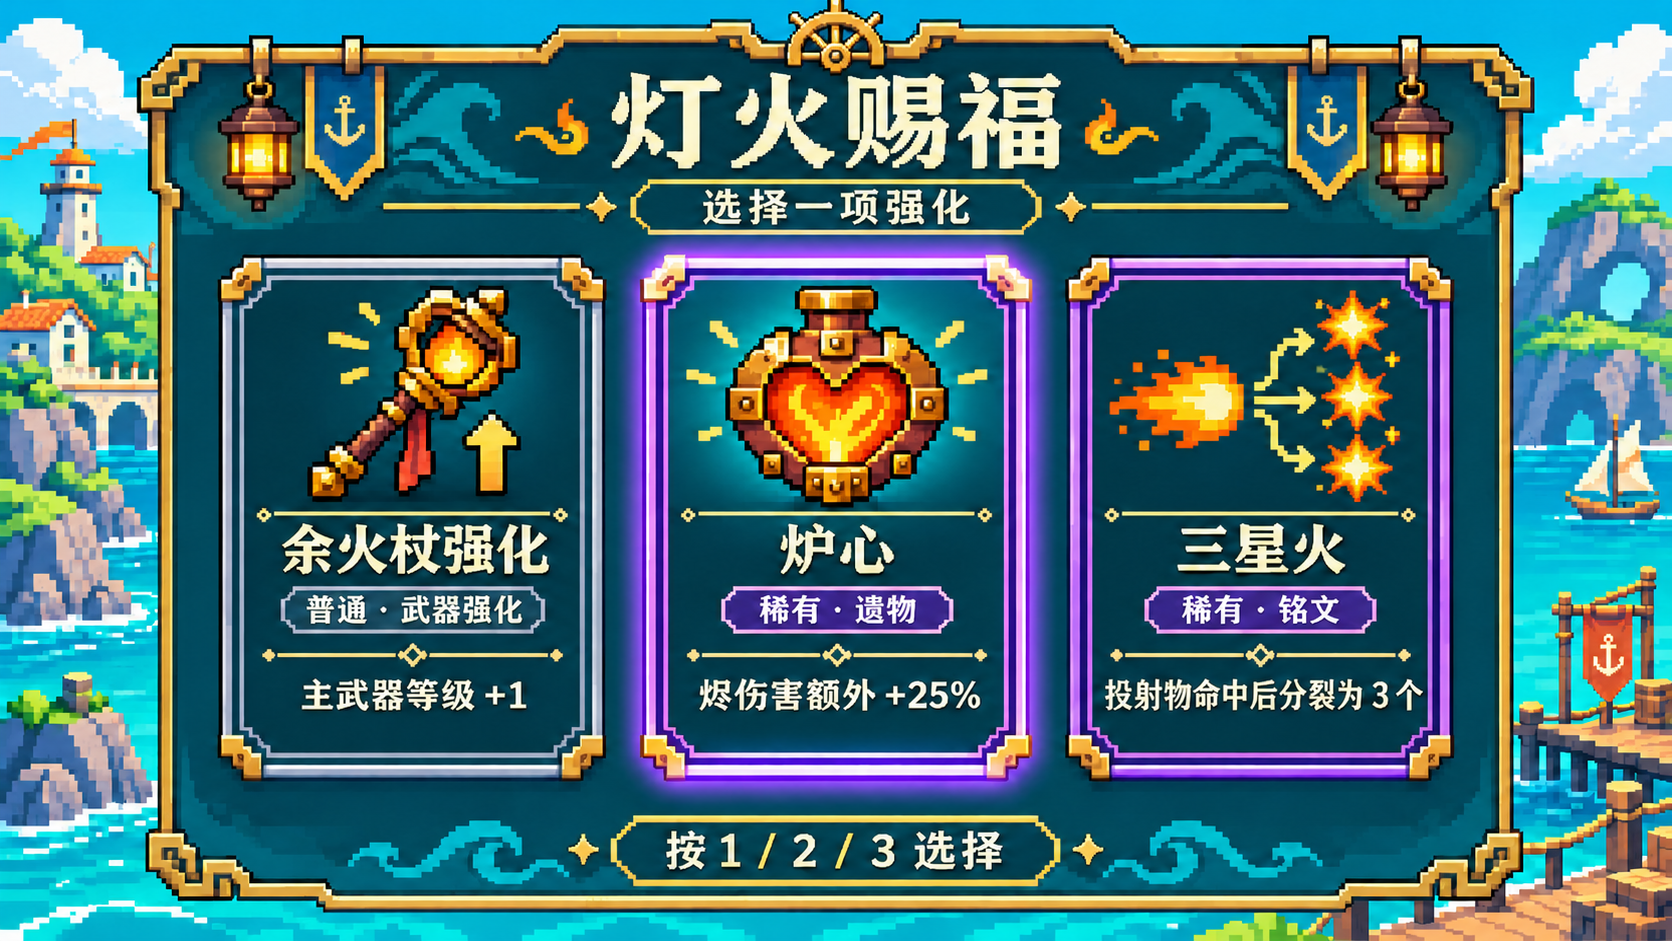 灯火赐福
选择一项强化
余火杖强化
普通 · 武器强化
主武器等级 +1
炉心
稀有 · 遗物
烬伤害额外 +25%
三星火
稀有 · 铭文
投射物命中后分裂为 3 个
按 1 / 2 / 3 选择